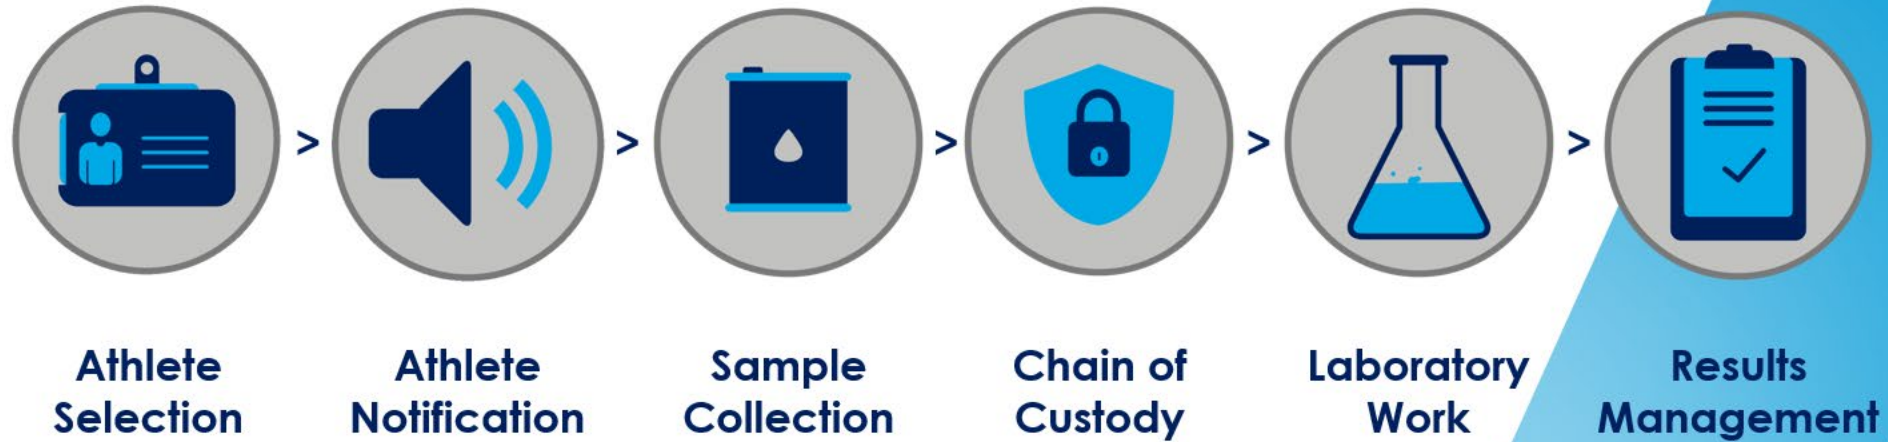 > > > > >
Athlete Selection
Athlete Notification
Sample Collection
Chain of Custody
Laboratory Work
Results Management